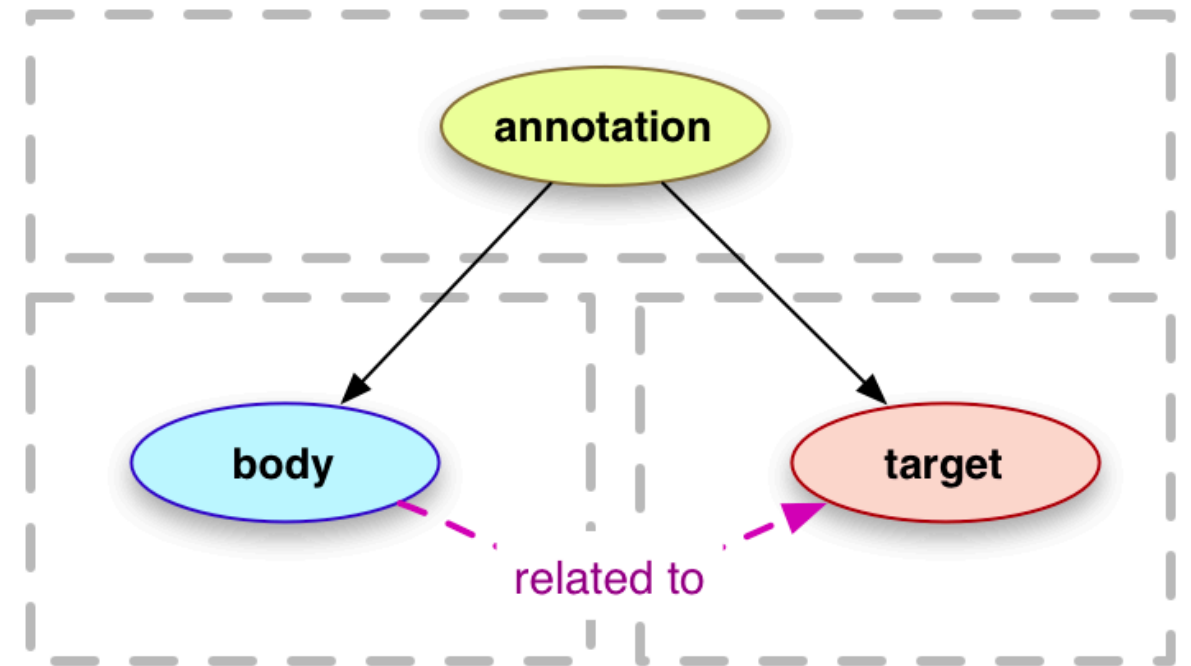 annotation
body
target
related to